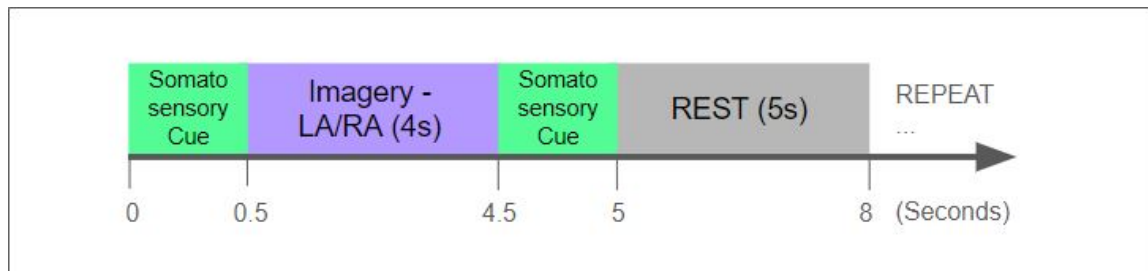 Somato
sensory
Cue
Imagery -
LA/RA (4s)
Somato
sensory
Cue
REST (5s)
REPEAT
...
0
0.5
4.5
5
8
(Seconds)